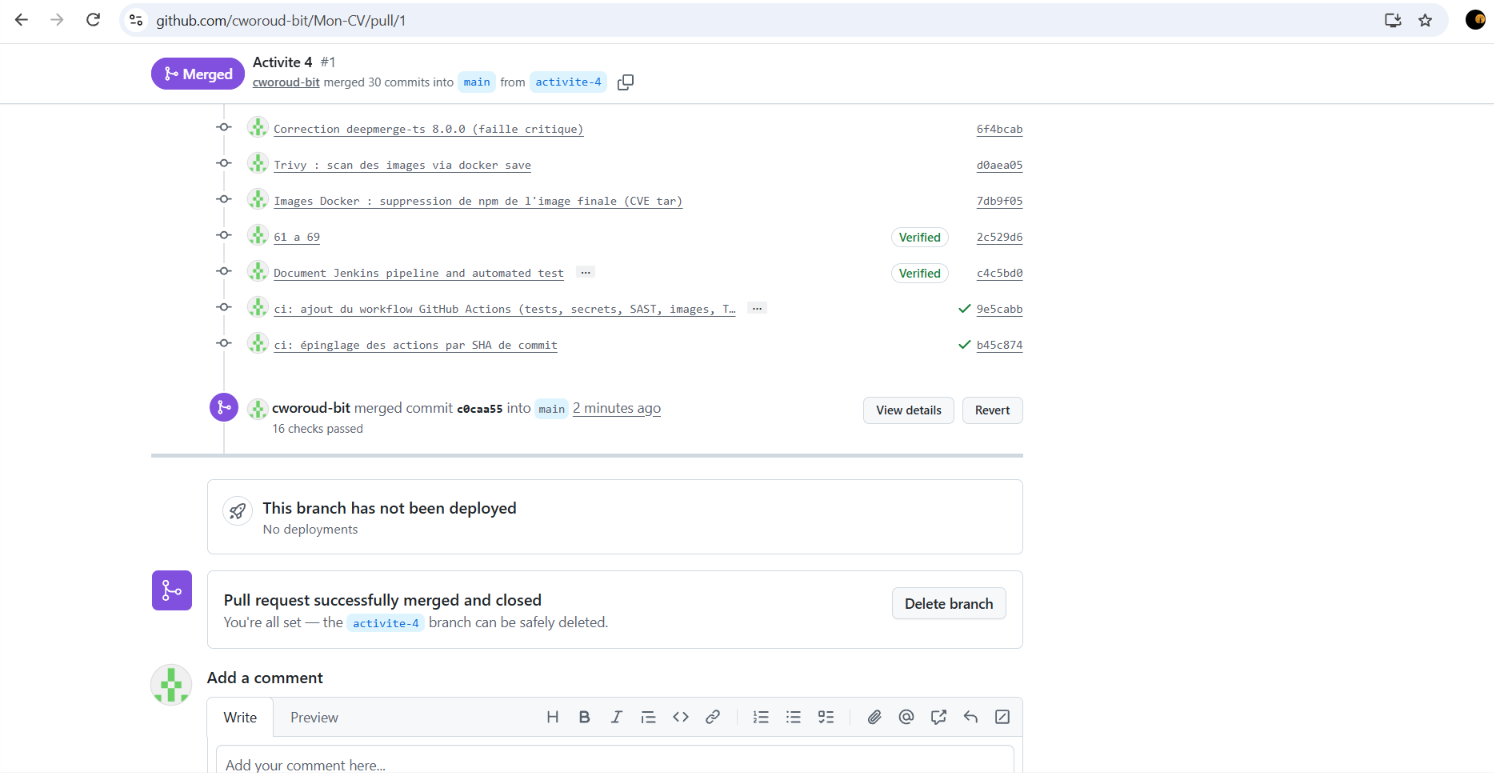 github.com/cworoud-bit/Mon-CV/pull/1
Merged
Activite 4 #1
cworoud-bit merged 30 commits into main from activite-4
Correction deepmerge-ts 8.0.0 (faille critique) 6f4bcab
Trivy : scan des images via docker save d0aea05
Images Docker : suppression de npm de l'image finale (CVE tar) 7db9f05
61 a 69 Verified 2c529d6
Document Jenkins pipeline and automated test ... Verified c4c5bd0
ci: ajout du workflow GitHub Actions (tests, secrets, SAST, images, T… ... 9e5cabb
ci: épinglage des actions par SHA de commit b45c874
cworoud-bit merged commit c0caa55 into main 2 minutes ago View details Revert
16 checks passed
This branch has not been deployed
No deployments
Pull request successfully merged and closed
You're all set — the activite-4 branch can be safely deleted.
Delete branch
Add a comment
Write Preview
Add your comment here...